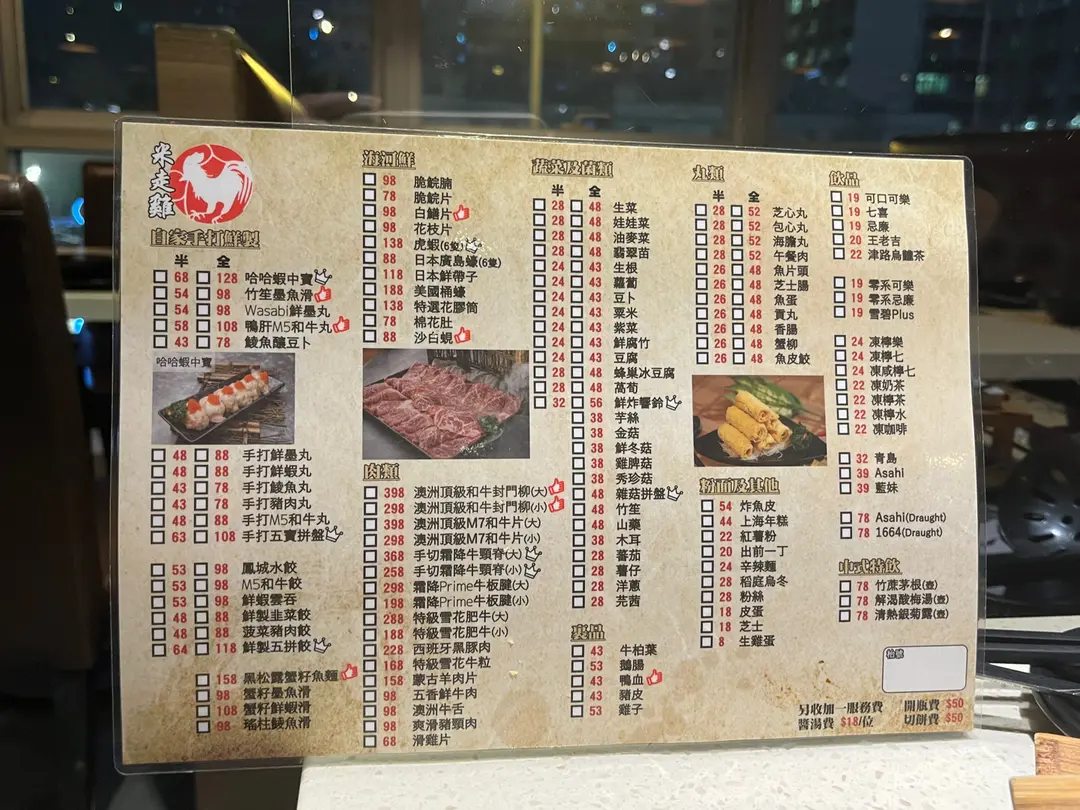 米走雞
自家手打鮮製
半 全
68 128 哈哈蝦中寶
54 98 竹笙墨魚滑
54 98 Wasabi鮮墨丸
58 108 鴨肝M5和牛丸
43 78 鯪魚釀豆卜
哈哈蝦中寶
48 88 手打鮮墨丸
48 88 手打鮮蝦丸
43 78 手打鯪魚丸
43 78 手打豬肉丸
48 88 手打M5和牛丸
63 108 手打五寶拼盤
53 98 鳳城水餃
53 98 M5和牛餃
53 98 鮮蝦雲吞
48 88 鮮製韭菜餃
48 88 菠菜豬肉餃
64 118 鮮製五拼餃
158 黑松露蟹籽魚麵
98 蟹籽墨魚滑
108 蟹籽鮮蝦滑
98 瑤柱鯪魚滑
海河鮮
98 脆鯇腩
78 脆鯇片
98 白鱔片
98 花枝片
138 虎蝦(6隻)
88 日本廣島蠔(6隻)
118 日本鮮帶子
188 美國桶蠔
138 特選花膠筒
78 棉花肚
88 沙白蜆
肉類
398 澳洲頂級和牛封門柳(大)
298 澳洲頂級和牛封門柳(小)
398 澳洲頂級M7和牛片(大)
298 澳洲頂級M7和牛片(小)
368 手切霜降牛頸脊(大)
258 手切霜降牛頸脊(小)
298 霜降Prime牛板腱(大)
198 霜降Prime牛板腱(小)
288 特級雪花肥牛(大)
188 特級雪花肥牛(小)
228 西班牙黑豚肉
168 特級雪花牛粒
158 蒙古羊肉片
98 五香鮮牛肉
98 澳洲牛舌
98 爽滑豬頸肉
68 滑雞片
蔬菜及菌類
半 全
28 48 生菜
28 48 娃娃菜
28 48 油麥菜
28 48 翡翠苗
24 43 生根
24 43 蘿蔔
24 43 豆卜
24 43 粟米
24 43 紫菜
24 43 鮮腐竹
24 43 豆腐
28 48 蜂巢冰豆腐
28 48 萵筍
32 56 鮮炸響鈴
38 芋絲
38 金菇
38 鮮冬菇
38 雞脾菇
38 秀珍菇
48 雜菇拼盤
48 竹笙
48 山藥
38 木耳
28 蕃茄
28 薯仔
28 洋蔥
28 芫茜
裏品
43 牛柏葉
53 鵝腸
43 鴨血
43 豬皮
53 雞子
丸類
半 全
28 52 芝心丸
28 52 包心丸
28 52 海膽丸
28 52 午餐肉
26 48 魚片頭
26 48 芝士腸
26 48 魚蛋
26 48 貢丸
26 48 香腸
26 48 蟹柳
26 48 魚皮餃
粉面及其他
54 炸魚皮
44 上海年糕
22 紅薯粉
20 出前一丁
24 辛辣麵
28 稻庭烏冬
28 粉絲
18 皮蛋
18 芝士
8 生雞蛋
飲品
19 可口可樂
19 七喜
19 忌廉
20 王老吉
22 津路烏龍茶
19 零系可樂
19 零系忌廉
19 雪碧Plus
24 凍檸樂
24 凍檸七
24 凍咸檸七
22 凍奶茶
22 凍檸茶
22 凍檸水
22 凍咖啡
32 青島
39 Asahi
39 藍妹
78 Asahi(Draught)
78 1664(Draught)
中式特飲
78 竹蔗茅根(壺)
78 解渴酸梅湯(壺)
78 清熱銀菊露(壺)
枱號
另收加一服務費 開瓶費 $50
醬湯費 $18/位 切餅費 $50